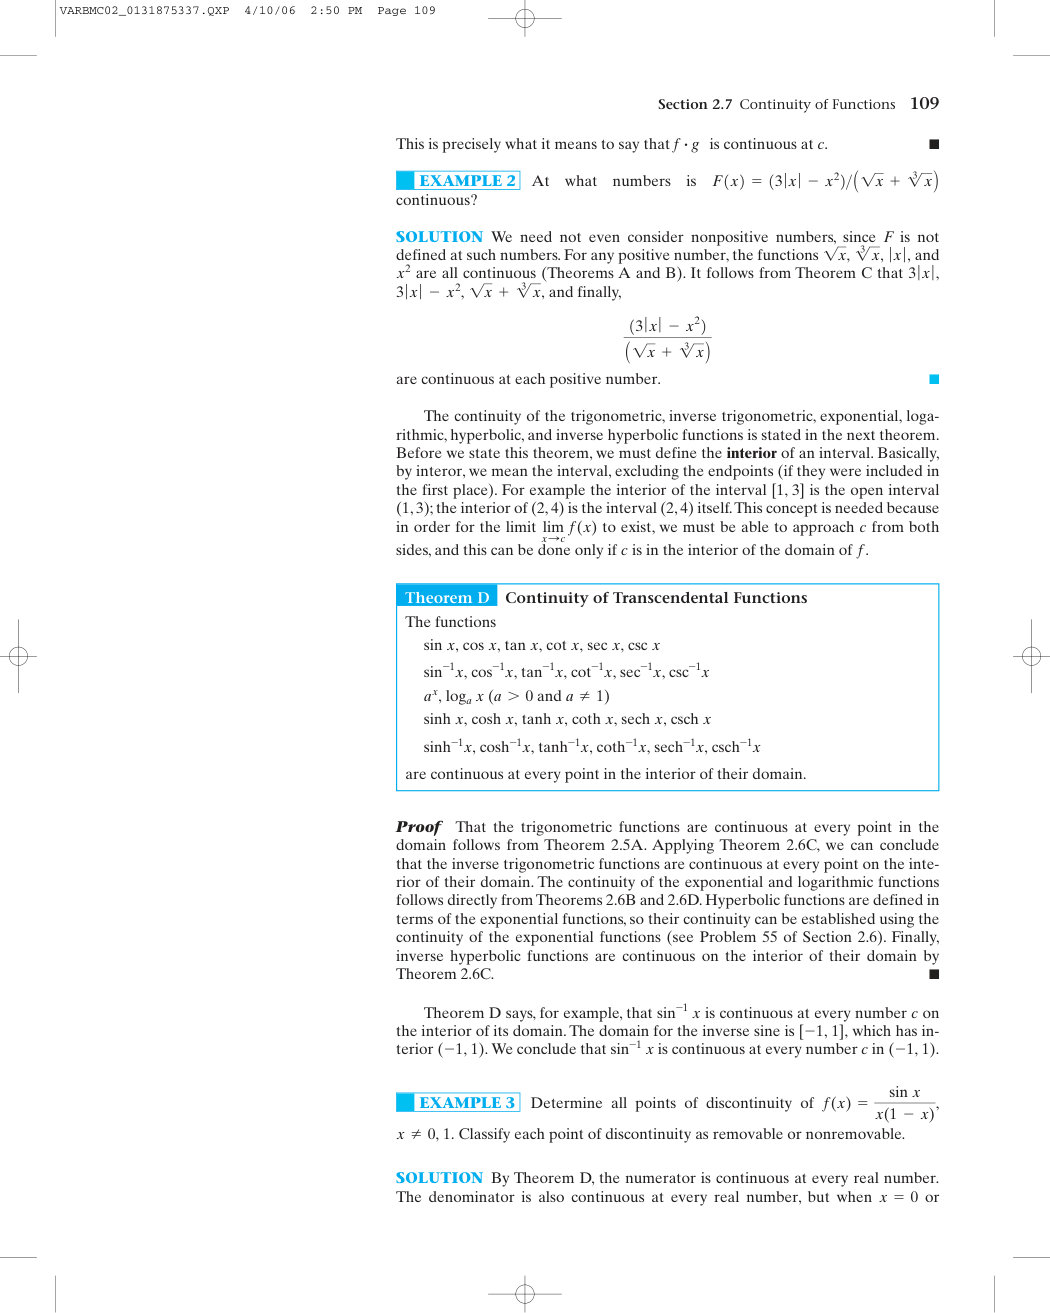 VARBMC02_0131875337.QXP 4/10/06 2:50 PM Page 109
Section 2.7 Continuity of Functions 109
This is precisely what it means to say that f · g is continuous at c. ■
EXAMPLE 2 At what numbers is F(x) = (3|x| − x²)/(√x + ∛x)
continuous?
SOLUTION We need not even consider nonpositive numbers, since F is not
defined at such numbers. For any positive number, the functions √x, ∛x, |x|, and
x² are all continuous (Theorems A and B). It follows from Theorem C that 3|x|,
3|x| − x², √x + ∛x, and finally,
(3|x| − x²)
(√x + ∛x)
are continuous at each positive number. ■
The continuity of the trigonometric, inverse trigonometric, exponential, loga-
rithmic, hyperbolic, and inverse hyperbolic functions is stated in the next theorem.
Before we state this theorem, we must define the interior of an interval. Basically,
by interor, we mean the interval, excluding the endpoints (if they were included in
the first place). For example the interior of the interval [1, 3] is the open interval
(1, 3); the interior of (2, 4) is the interval (2, 4) itself. This concept is needed because
in order for the limit lim f(x) to exist, we must be able to approach c from both
x→c
sides, and this can be done only if c is in the interior of the domain of f.
Theorem D Continuity of Transcendental Functions
The functions
sin x, cos x, tan x, cot x, sec x, csc x
sin⁻¹x, cos⁻¹x, tan⁻¹x, cot⁻¹x, sec⁻¹x, csc⁻¹x
aˣ, logₐ x (a > 0 and a ≠ 1)
sinh x, cosh x, tanh x, coth x, sech x, csch x
sinh⁻¹x, cosh⁻¹x, tanh⁻¹x, coth⁻¹x, sech⁻¹x, csch⁻¹x
are continuous at every point in the interior of their domain.
Proof That the trigonometric functions are continuous at every point in the
domain follows from Theorem 2.5A. Applying Theorem 2.6C, we can conclude
that the inverse trigonometric functions are continuous at every point on the inte-
rior of their domain. The continuity of the exponential and logarithmic functions
follows directly from Theorems 2.6B and 2.6D. Hyperbolic functions are defined in
terms of the exponential functions, so their continuity can be established using the
continuity of the exponential functions (see Problem 55 of Section 2.6). Finally,
inverse hyperbolic functions are continuous on the interior of their domain by
Theorem 2.6C. ■
Theorem D says, for example, that sin⁻¹ x is continuous at every number c on
the interior of its domain. The domain for the inverse sine is [−1, 1], which has in-
terior (−1, 1). We conclude that sin⁻¹ x is continuous at every number c in (−1, 1).
EXAMPLE 3 Determine all points of discontinuity of f(x) = sin x / x(1 − x),
x ≠ 0, 1. Classify each point of discontinuity as removable or nonremovable.
SOLUTION By Theorem D, the numerator is continuous at every real number.
The denominator is also continuous at every real number, but when x = 0 or